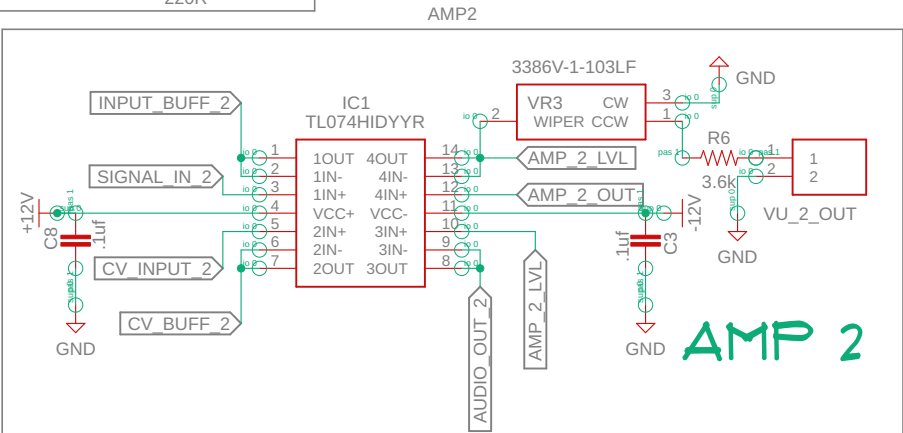 220R
AMP2
3386V-1-103LF
GND
INPUT_BUFF_2
IC1
TL074HIDYYR
VR3 CW 3
2 WIPER CCW 1
R6
3.6k
1 1OUT 4OUT 14
2 1IN- 4IN- 13
3 1IN+ 4IN+ 12
4 VCC+ VCC- 11
5 2IN+ 3IN+ 10
6 2IN- 3IN- 9
7 2OUT 3OUT 8
AMP_2_LVL
SIGNAL_IN_2
AMP_2_OUT
1 1
2 2
VU_2_OUT
+12V
-12V
C8
.1uf
.1uf
C3
GND
CV_INPUT_2
CV_BUFF_2
AUDIO_OUT_2
AMP_2_LVL
GND
GND
AMP 2